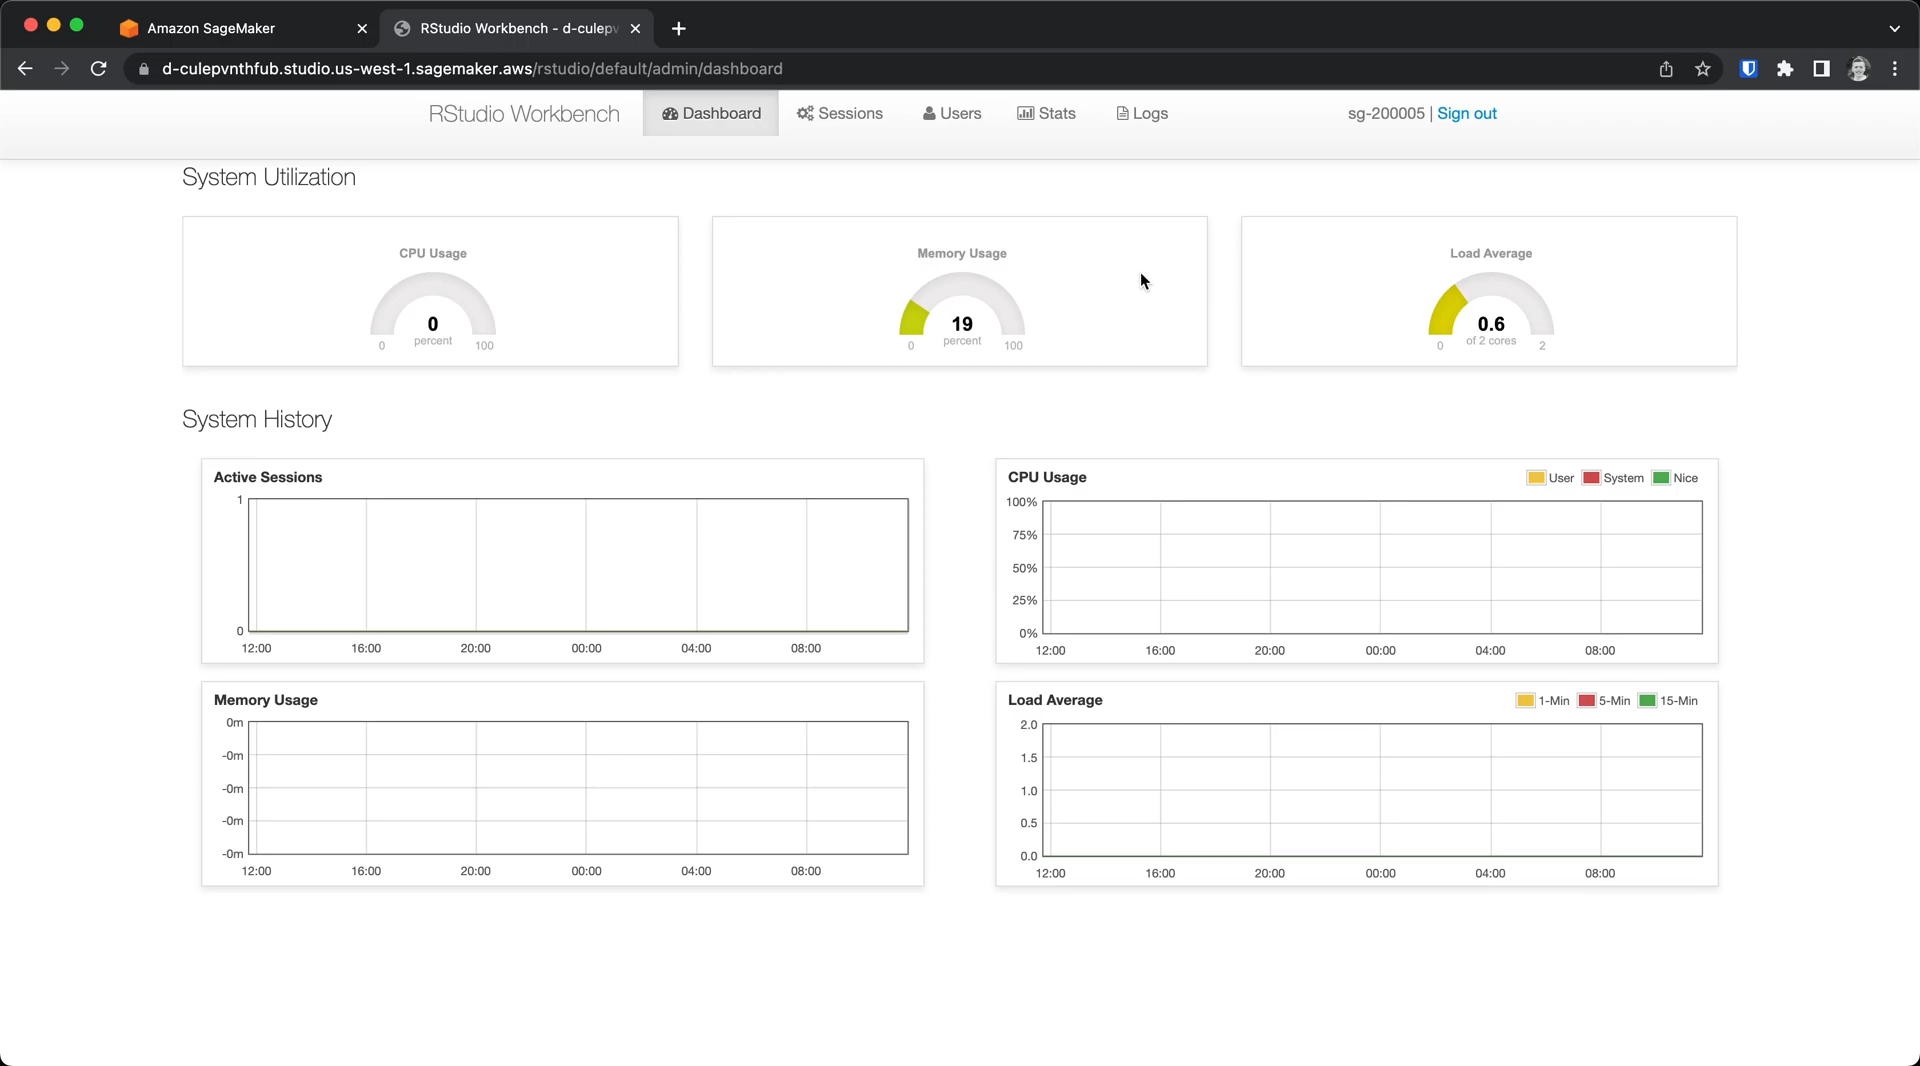 Amazon SageMaker
RStudio Workbench - d-culepv
d-culepvnthfub.studio.us-west-1.sagemaker.aws/rstudio/default/admin/dashboard
RStudio Workbench Dashboard Sessions Users Stats Logs sg-200005 | Sign out
System Utilization
CPU Usage
0
percent
0 100
Memory Usage
19
percent
0 100
Load Average
0.6
of 2 cores
0 2
System History
Active Sessions
1
0
12:00 16:00 20:00 00:00 04:00 08:00
CPU Usage User System Nice
100%
75%
50%
25%
0%
12:00 16:00 20:00 00:00 04:00 08:00
Memory Usage
0m
-0m
-0m
-0m
-0m
12:00 16:00 20:00 00:00 04:00 08:00
Load Average 1-Min 5-Min 15-Min
2.0
1.5
1.0
0.5
0.0
12:00 16:00 20:00 00:00 04:00 08:00